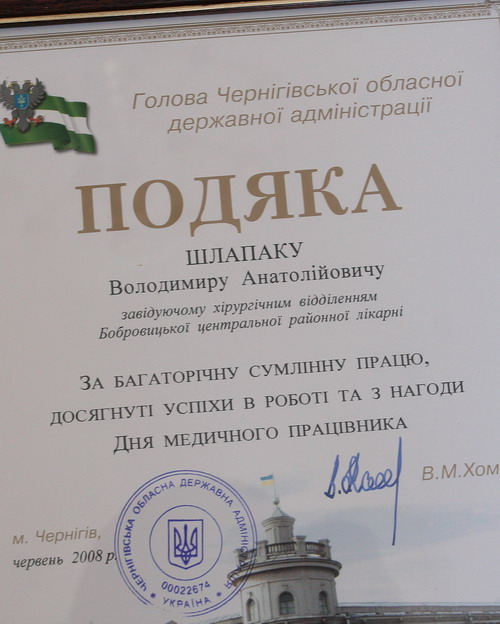 Голова Чернігівської обласної
державної адміністрації
ПОДЯКА
ШЛАПАКУ
Володимиру Анатолійовичу
завідуючому хірургічним відділенням
Бобровицької центральної районної лікарні
За багаторічну сумлінну працю,
досягнуті успіхи в роботі та з нагоди
Дня медичного працівника
В.М.Хом
м. Чернігів,
червень 2008 р.
ЧЕРНІГІВСЬКА ОБЛАСНА ДЕРЖАВНА
00022674
УКРАЇНА